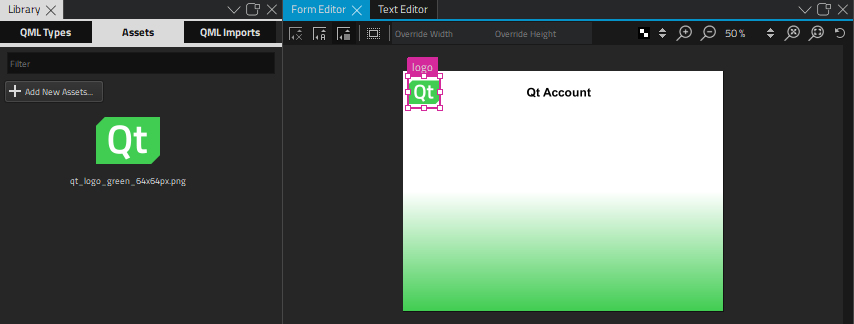 Library
QML Types
Assets
QML Imports
Filter
Add New Assets...
Qt
qt_logo_green_64x64px.png
Form Editor
Text Editor
Override Width
Override Height
50 %
logo
Qt
Qt Account